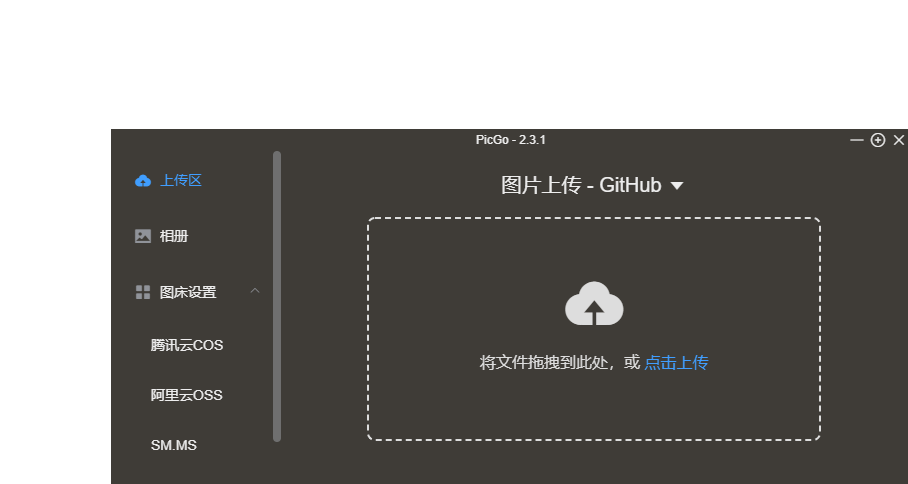 PicGo - 2.3.1
上传区
相册
图床设置
腾讯云COS
阿里云OSS
SM.MS
图片上传 - GitHub
将文件拖拽到此处，或 点击上传